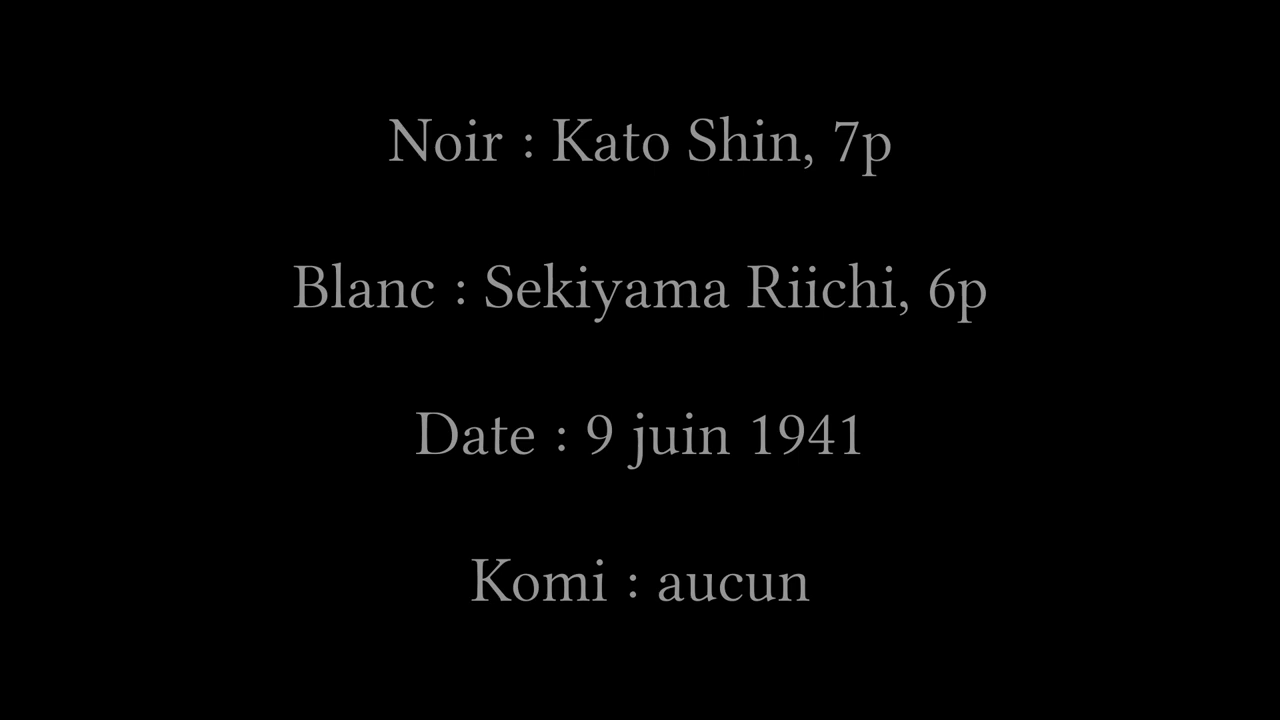 Noir : Kato Shin, 7p
Blanc : Sekiyama Riichi, 6p
Date : 9 juin 1941
Komi : aucun